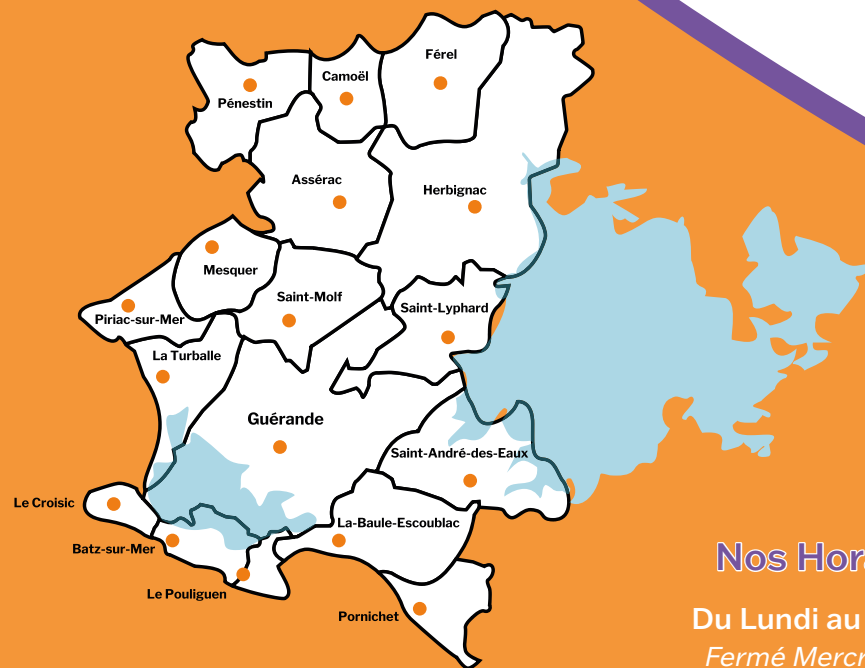 Férel
Camoël
Pénestin
Assérac
Herbignac
Mesquer
Saint-Molf
Saint-Lyphard
Piriac-sur-Mer
La Turballe
Guérande
Saint-André-des-Eaux
Le Croisic
La-Baule-Escoublac
Batz-sur-Mer
Le Pouliguen
Pornichet
Nos Hor
Du Lundi au
Fermé Mercr